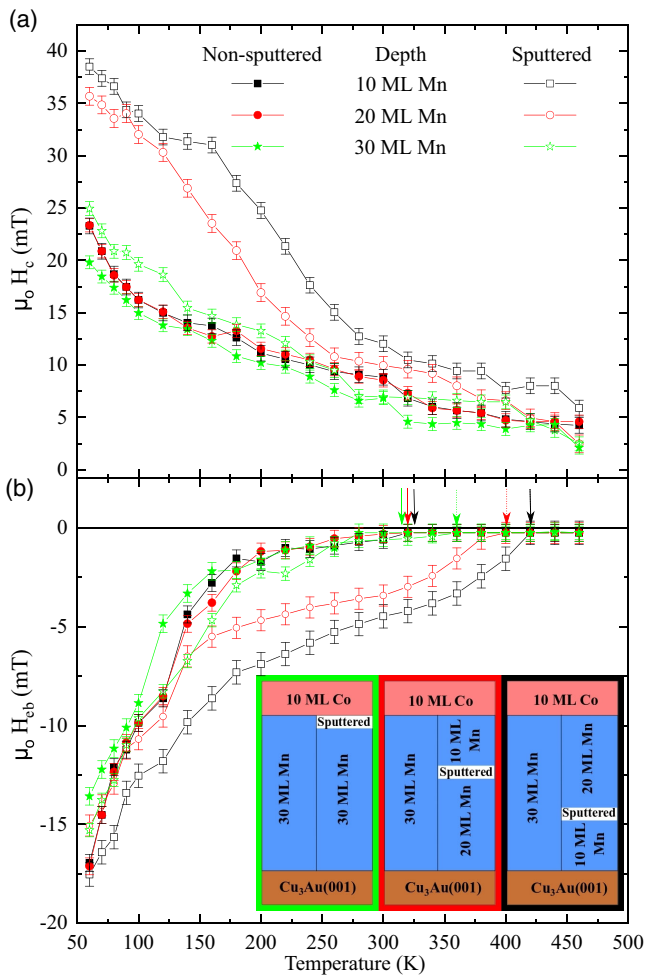 (a)
Non-sputtered Depth Sputtered
10 ML Mn
20 ML Mn
30 ML Mn
40
35
30
25
20
15
10
5
0
μ₀ H_c (mT)
(b)
0
-5
-10
-15
-20
μ₀ H_eb (mT)
10 ML Co
Sputtered
30 ML Mn
30 ML Mn
Cu₃Au(001)
10 ML Co
30 ML Mn
10 ML
Mn
Sputtered
20 ML Mn
Cu₃Au(001)
10 ML Co
30 ML Mn
20 ML Mn
Sputtered
10 ML
Mn
Cu₃Au(001)
50 100 150 200 250 300 350 400 450 500
Temperature (K)